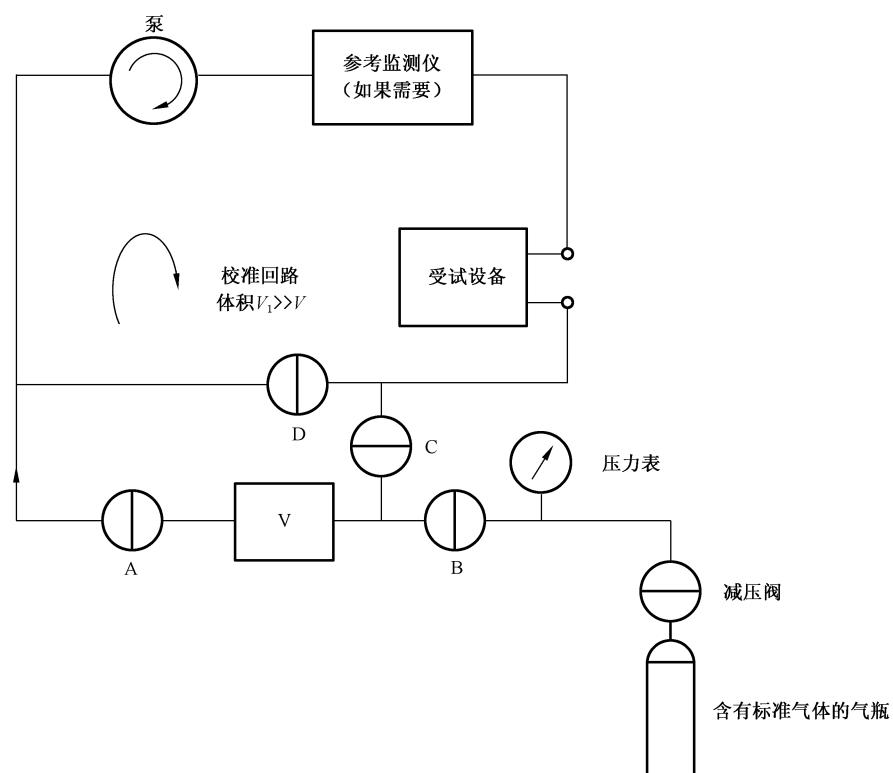 泵
参考监测仪
（如果需要）
校准回路
体积V₁>>V
受试设备
D
C
压力表
V
A
B
减压阀
含有标准气体的气瓶